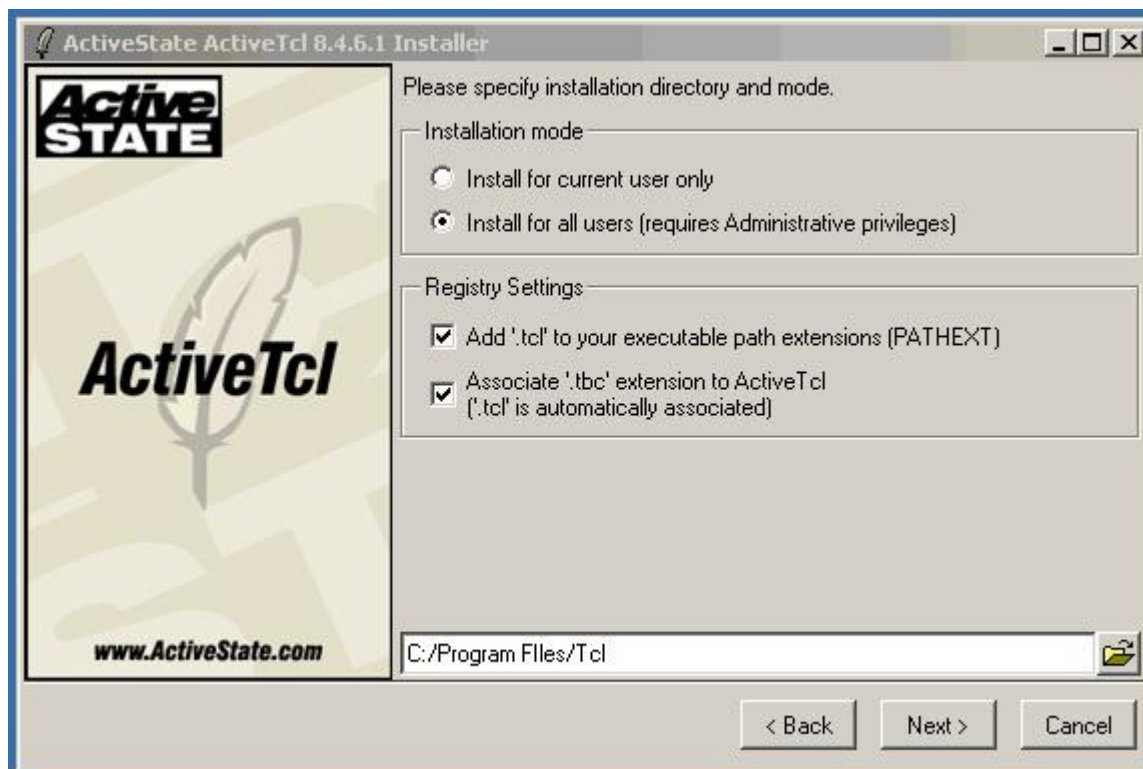 ActiveState ActiveTcl 8.4.6.1 Installer
Active
STATE
Please specify installation directory and mode.
Installation mode
Install for current user only
Install for all users (requires Administrative privileges)
Registry Settings
Add '.tcl' to your executable path extensions (PATHEXT)
Associate '.tbc' extension to ActiveTcl
('.tcl' is automatically associated)
ActiveTcl
www.ActiveState.com
C:/Program FIles/Tcl
< Back
Next >
Cancel